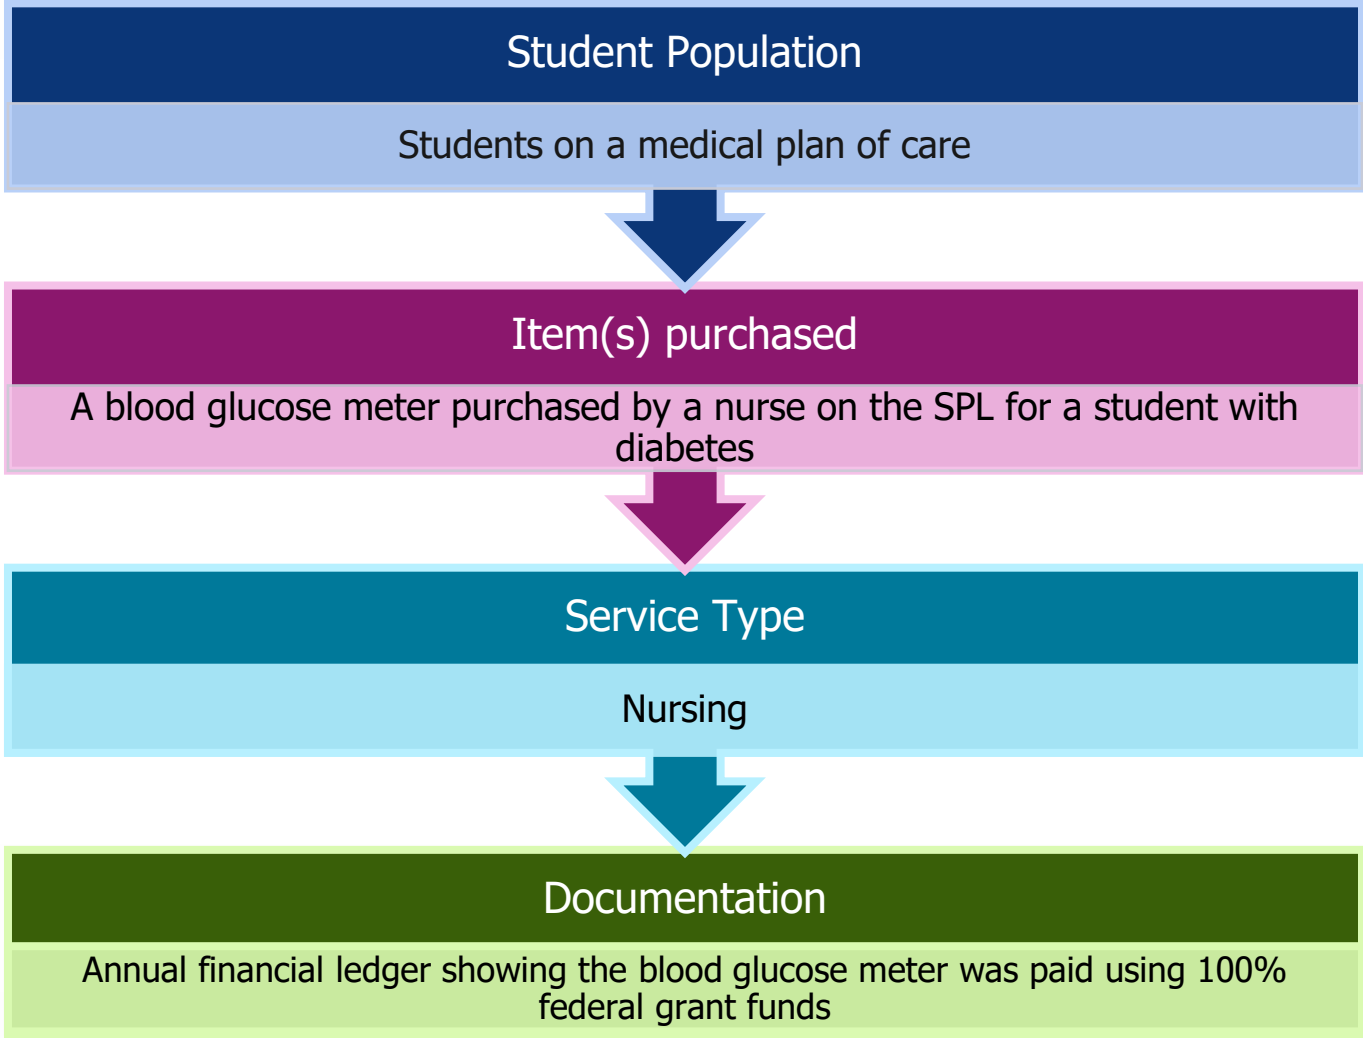 Student Population
Students on a medical plan of care
Item(s) purchased
A blood glucose meter purchased by a nurse on the SPL for a student with
diabetes
Service Type
Nursing
Documentation
Annual financial ledger showing the blood glucose meter was paid using 100%
federal grant funds